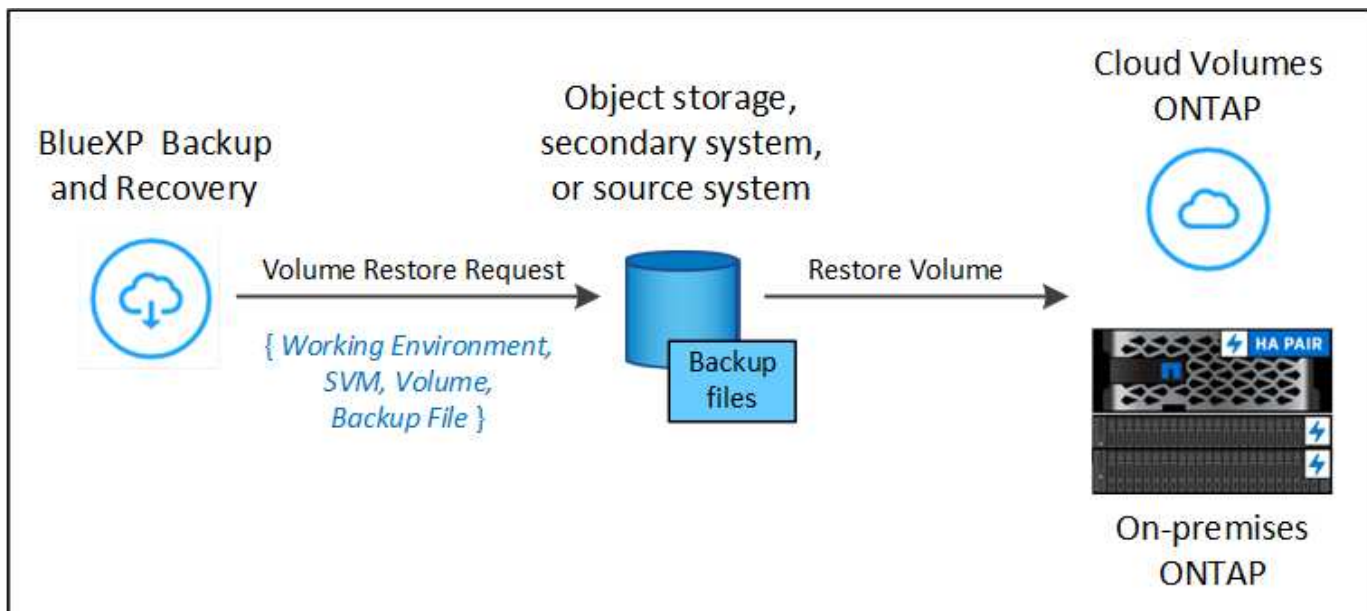 BlueXP Backup
and Recovery
Volume Restore Request
{ Working Environment,
SVM, Volume,
Backup File }
Object storage,
secondary system,
or source system
Backup
files
Restore Volume
Cloud Volumes
ONTAP
HA PAIR
On-premises
ONTAP